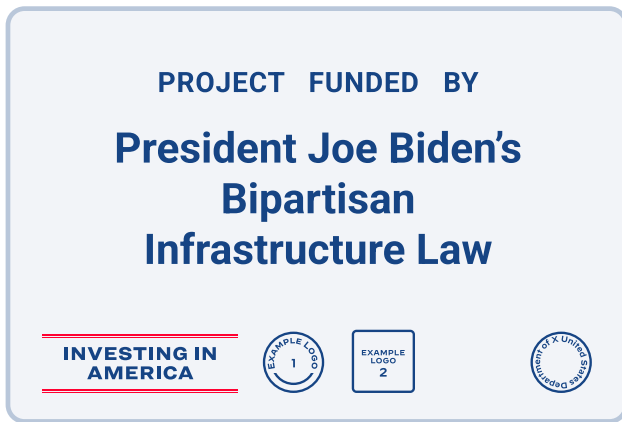 PROJECT FUNDED BY
President Joe Biden's
Bipartisan
Infrastructure Law
INVESTING IN
AMERICA
EXAMPLE LOGO
1
EXAMPLE
LOGO
2
Department of X United States